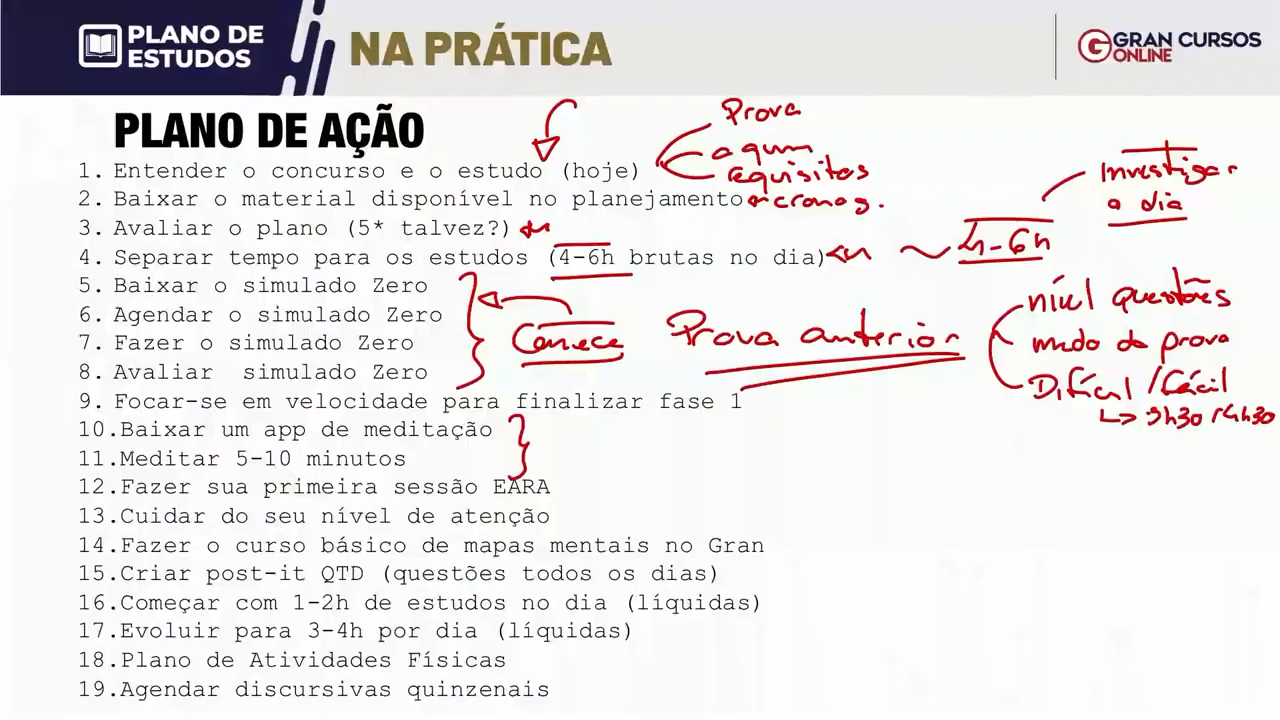 PLANO DE
ESTUDOS
NA PRÁTICA
GRAN CURSOS
ONLINE
PLANO DE AÇÃO
1. Entender o concurso e o estudo (hoje)
2. Baixar o material disponível no planejamento
3. Avaliar o plano (5* talvez?)
4. Separar tempo para os estudos (4-6h brutas no dia)
5. Baixar o simulado Zero
6. Agendar o simulado Zero
7. Fazer o simulado Zero
8. Avaliar simulado Zero
9. Focar-se em velocidade para finalizar fase 1
10.Baixar um app de meditação
11.Meditar 5-10 minutos
12.Fazer sua primeira sessão EARA
13.Cuidar do seu nível de atenção
14.Fazer o curso básico de mapas mentais no Gran
15.Criar post-it QTD (questões todos os dias)
16.Começar com 1-2h de estudos no dia (líquidas)
17.Evoluir para 3-4h por dia (líquidas)
18.Plano de Atividades Físicas
19.Agendar discursivas quinzenais
Prova
requisitos
cronog.
Investigar
o dia
4-6h
Comece
Prova anterior
questões
modo da prova
Difícil / fácil